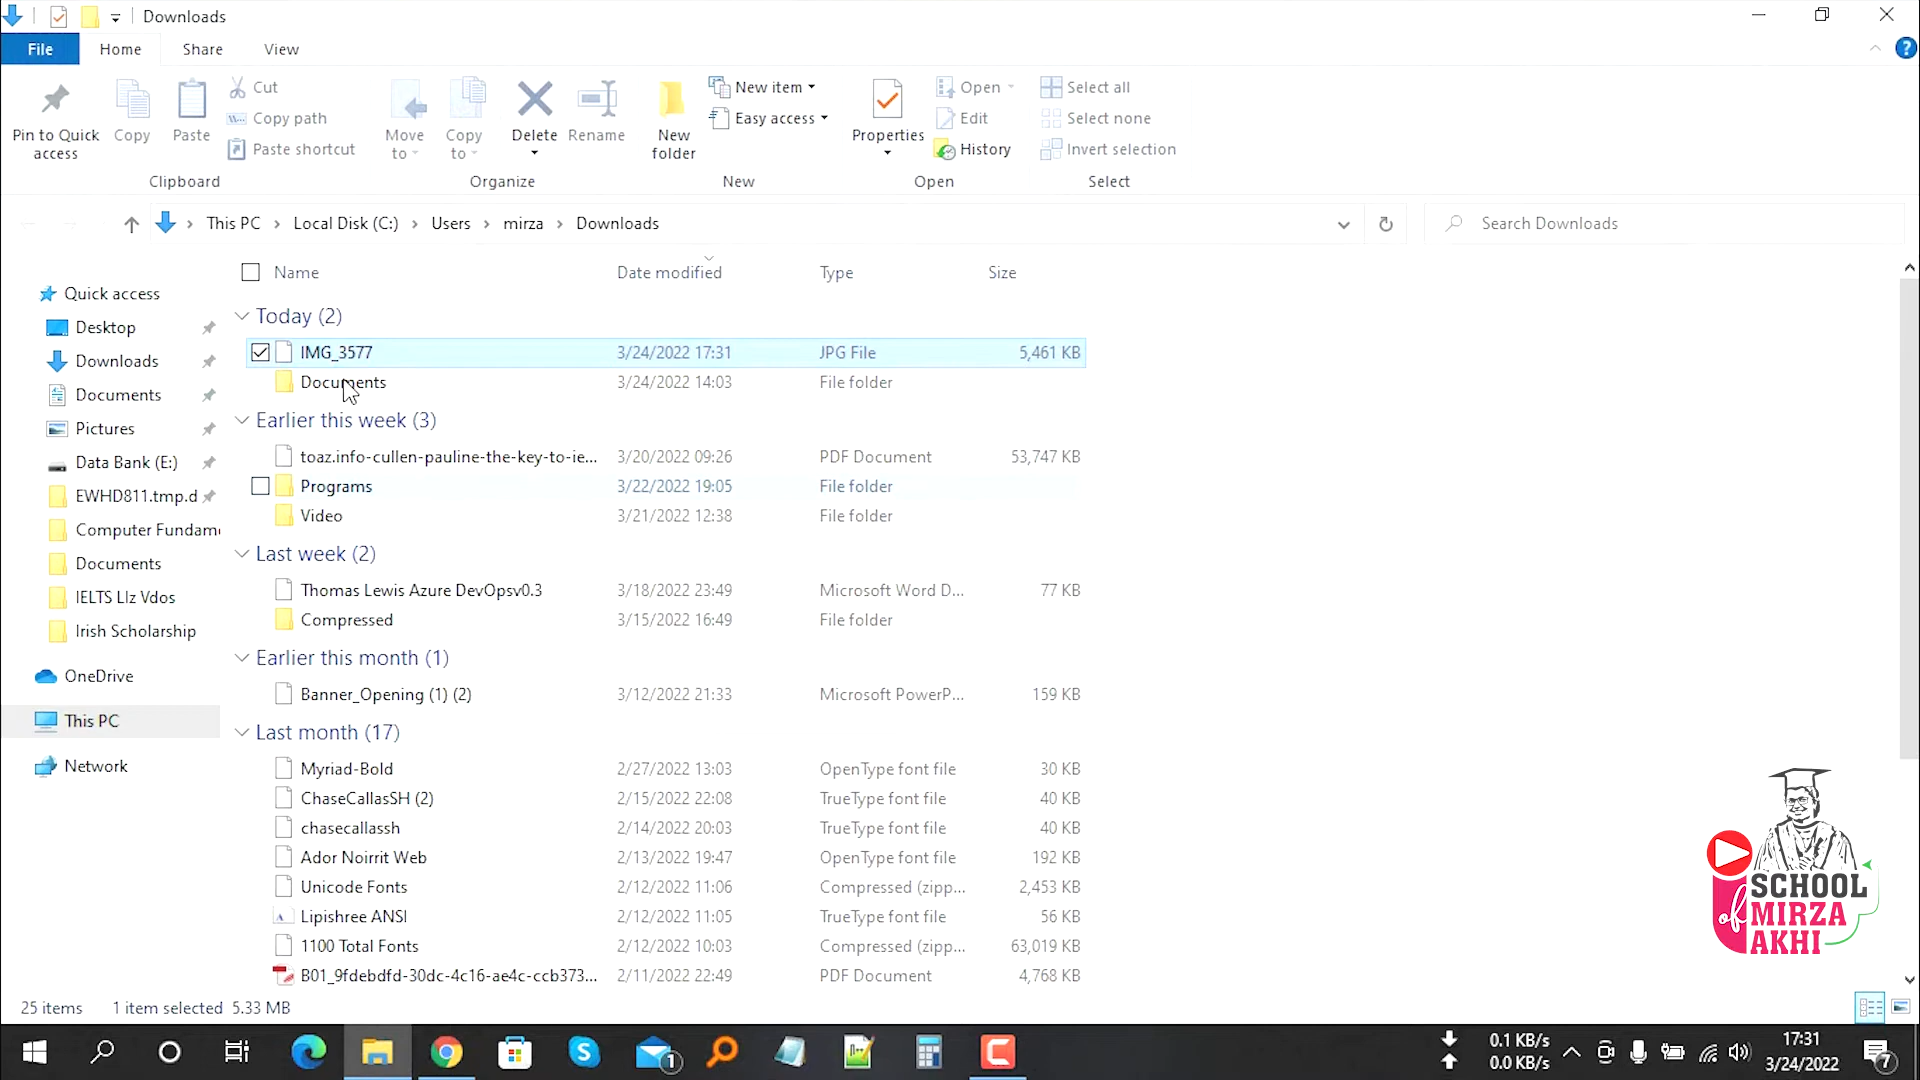 Downloads
File Home Share View
Pin to Quick access
Copy
Paste
Cut
Copy path
Paste shortcut
Clipboard
Move to
Copy to
Delete
Rename
Organize
New folder
New item
Easy access
New
Properties
Open
Edit
History
Open
Select all
Select none
Invert selection
Select
This PC › Local Disk (C:) › Users › mirza › Downloads
Search Downloads
Quick access
Desktop
Downloads
Documents
Pictures
Data Bank (E:)
EWHD811.tmp.d
Computer Fundam
Documents
IELTS LIz Vdos
Irish Scholarship
OneDrive
This PC
Network
Name Date modified Type Size
Today (2)
IMG_3577 3/24/2022 17:31 JPG File 5,461 KB
Documents 3/24/2022 14:03 File folder
Earlier this week (3)
toaz.info-cullen-pauline-the-key-to-ie... 3/20/2022 09:26 PDF Document 53,747 KB
Programs 3/22/2022 19:05 File folder
Video 3/21/2022 12:38 File folder
Last week (2)
Thomas Lewis Azure DevOpsv0.3 3/18/2022 23:49 Microsoft Word D... 77 KB
Compressed 3/15/2022 16:49 File folder
Earlier this month (1)
Banner_Opening (1) (2) 3/12/2022 21:33 Microsoft PowerP... 159 KB
Last month (17)
Myriad-Bold 2/27/2022 13:03 OpenType font file 30 KB
ChaseCallasSH (2) 2/15/2022 22:08 TrueType font file 40 KB
chasecallassh 2/14/2022 20:03 TrueType font file 40 KB
Ador Noirrit Web 2/13/2022 19:47 OpenType font file 192 KB
Unicode Fonts 2/12/2022 11:06 Compressed (zipp... 2,453 KB
Lipishree ANSI 2/12/2022 11:05 TrueType font file 56 KB
1100 Total Fonts 2/12/2022 10:03 Compressed (zipp... 63,019 KB
B01_9fdebdfd-30dc-4c16-ae4c-ccb373... 2/11/2022 22:49 PDF Document 4,768 KB
SCHOOL
of MIRZA
AKHI
25 items 1 item selected 5.33 MB
1
0.1 KB/s
0.0 KB/s
17:31
3/24/2022
7